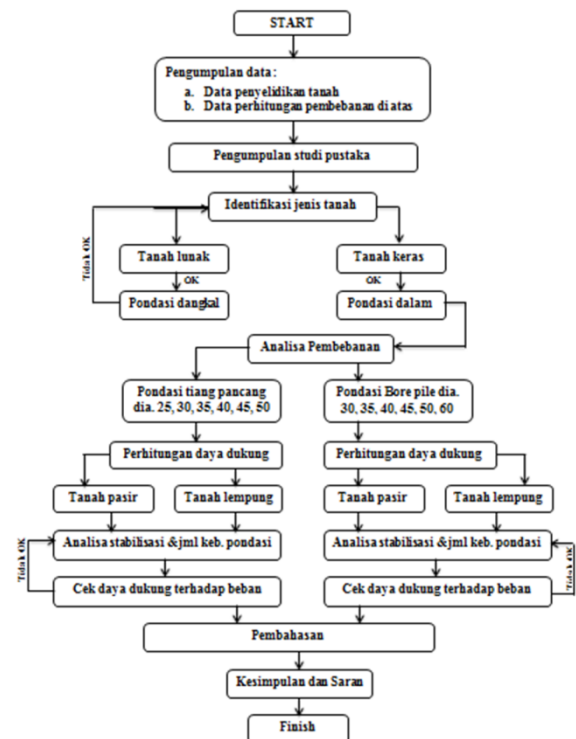 START
Pengumpulan data :
a. Data penyelidikan tanah
b. Data perhitungan pembebanan di atas
Pengumpulan studi pustaka
Identifikasi jenis tanah
Tidak OK
Tanah lunak
Tanah keras
OK
OK
Pondasi dangkal
Pondasi dalam
Analisa Pembebanan
Pondasi tiang pancang
dia. 25, 30, 35, 40, 45, 50
Pondasi Bore pile dia.
30, 35, 40, 45, 50, 60
Perhitungan daya dukung
Perhitungan daya dukung
Tanah pasir
Tanah lempung
Tanah pasir
Tanah lempung
Tidak OK
Analisa stabilisasi &jml keb. pondasi
Analisa stabilisasi &jml keb. pondasi
Tidak OK
Cek daya dukung terhadap beban
Cek daya dukung terhadap beban
Pembahasan
Kesimpulan dan Saran
Finish